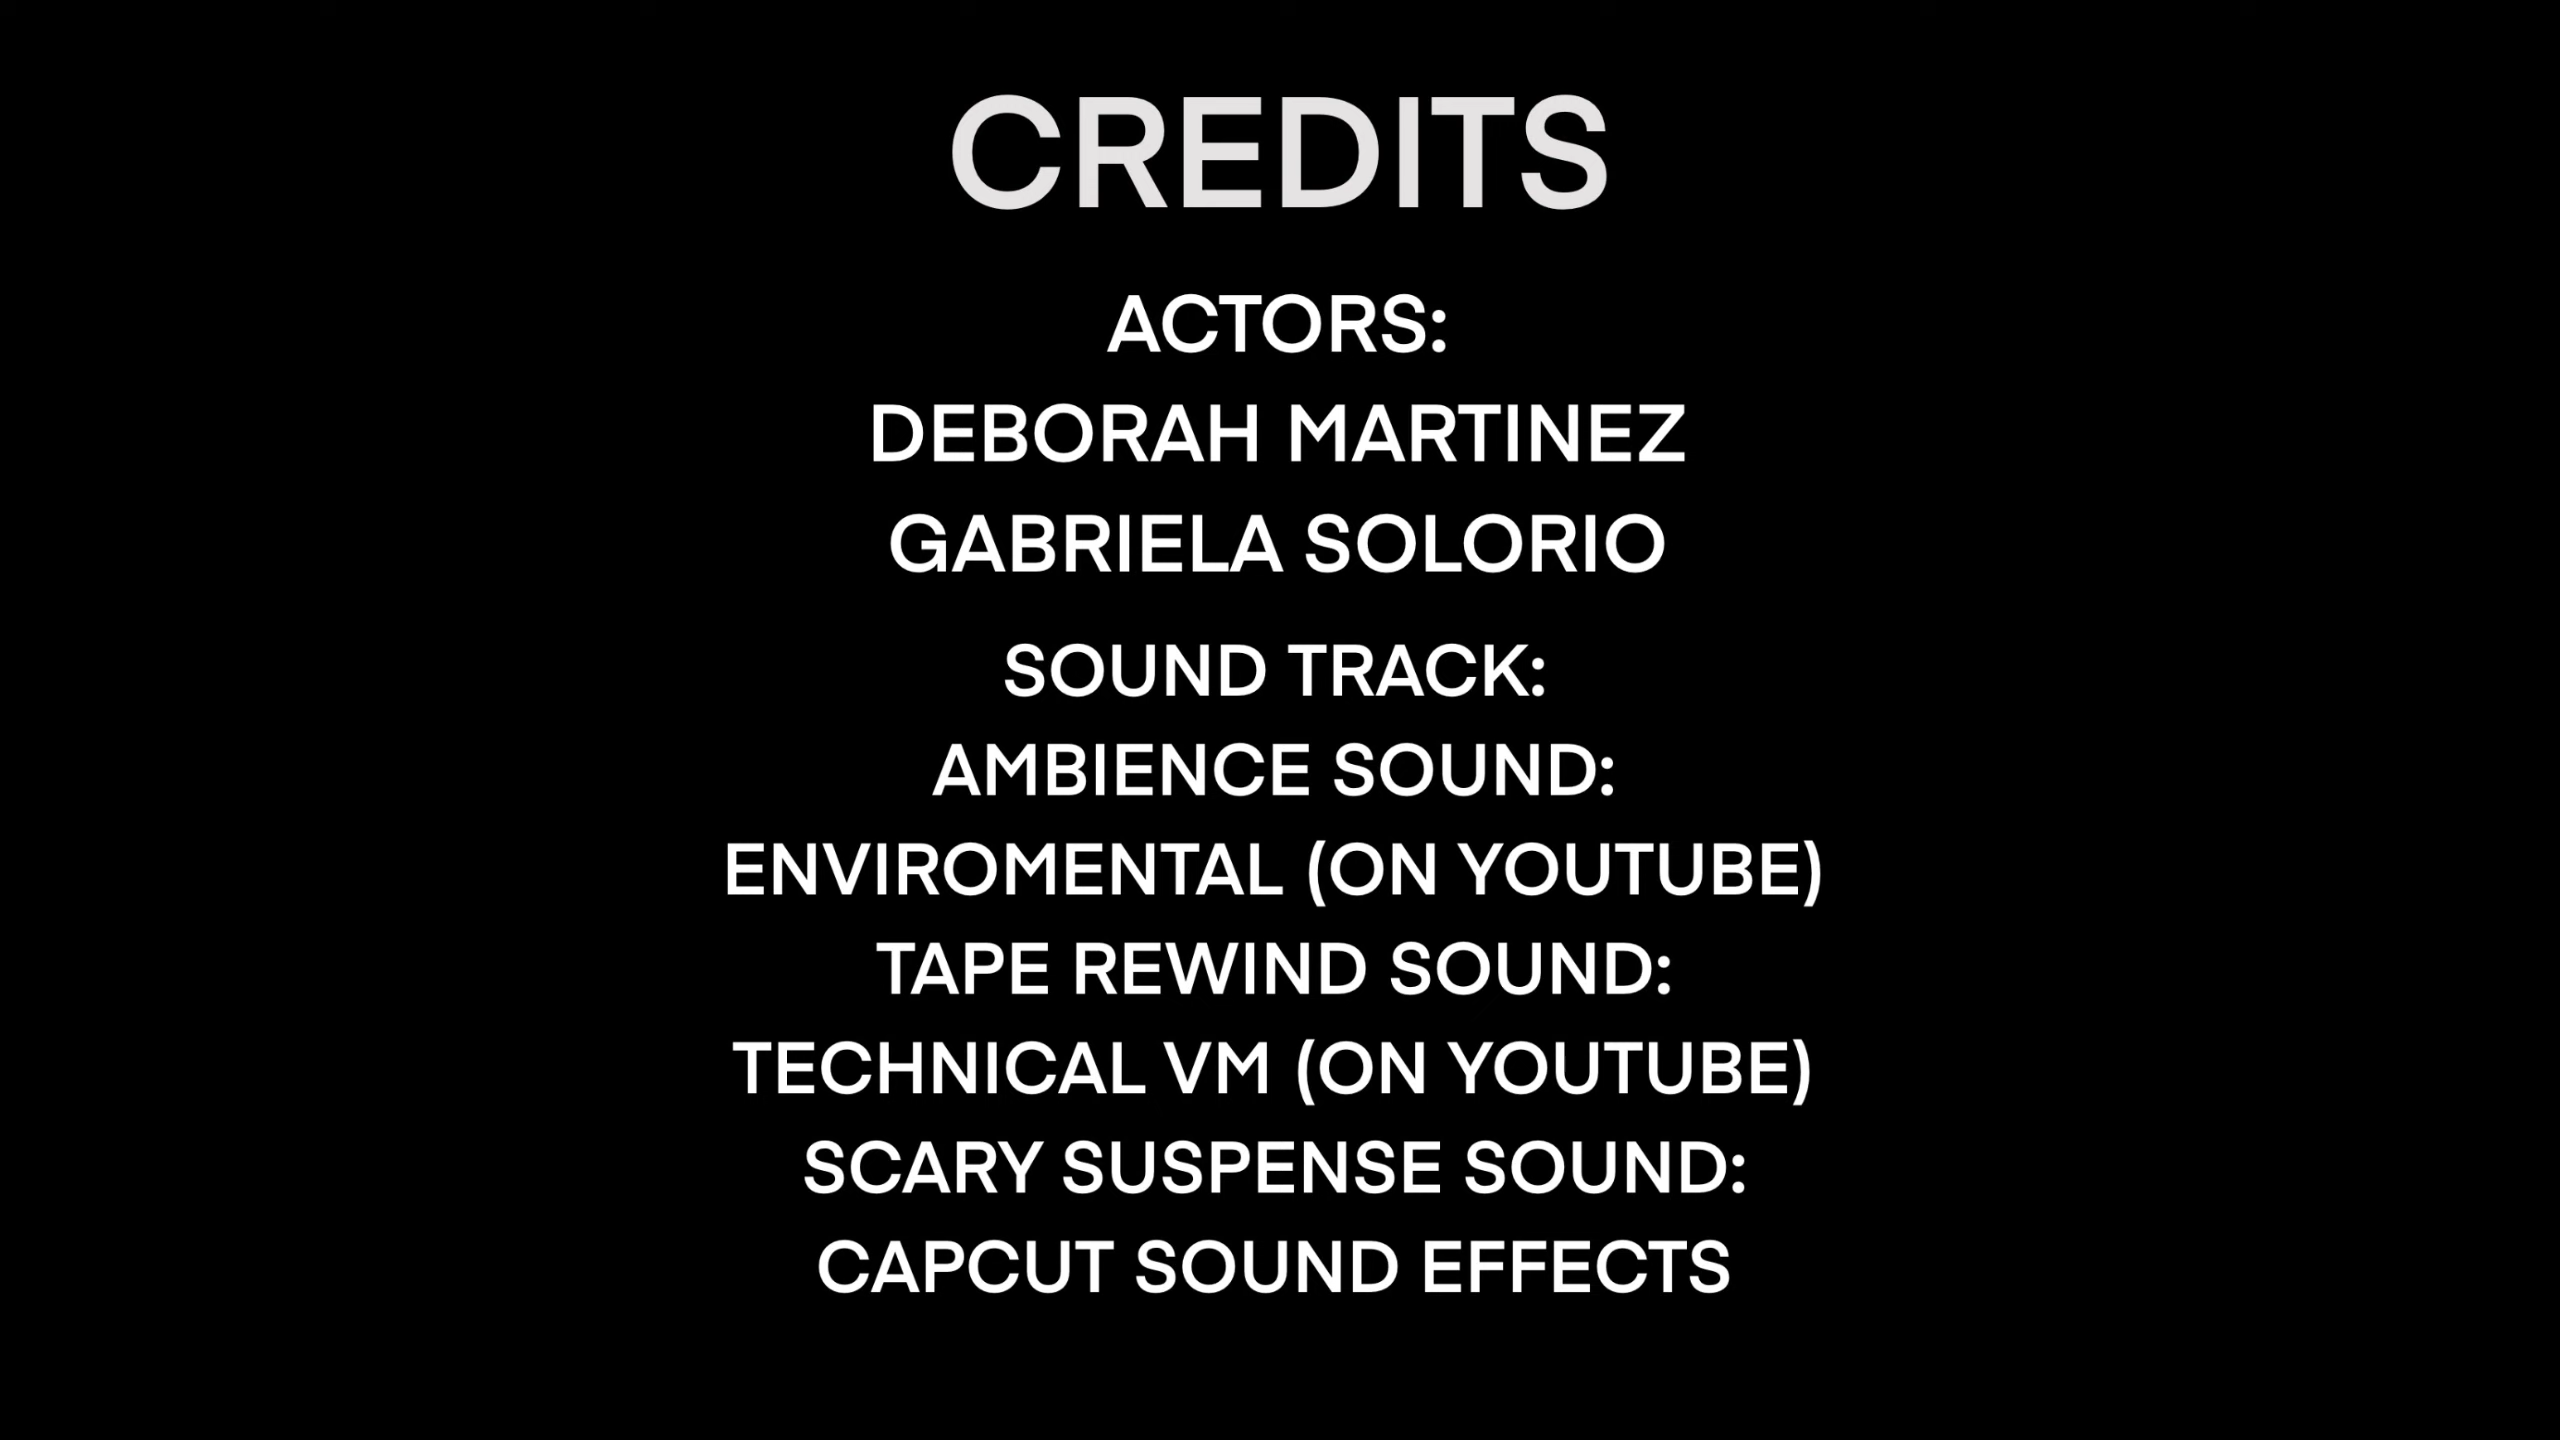 CREDITS
ACTORS:
DEBORAH MARTINEZ
GABRIELA SOLORIO
SOUND TRACK:
AMBIENCE SOUND:
ENVIROMENTAL (ON YOUTUBE)
TAPE REWIND SOUND:
TECHNICAL VM (ON YOUTUBE)
SCARY SUSPENSE SOUND:
CAPCUT SOUND EFFECTS